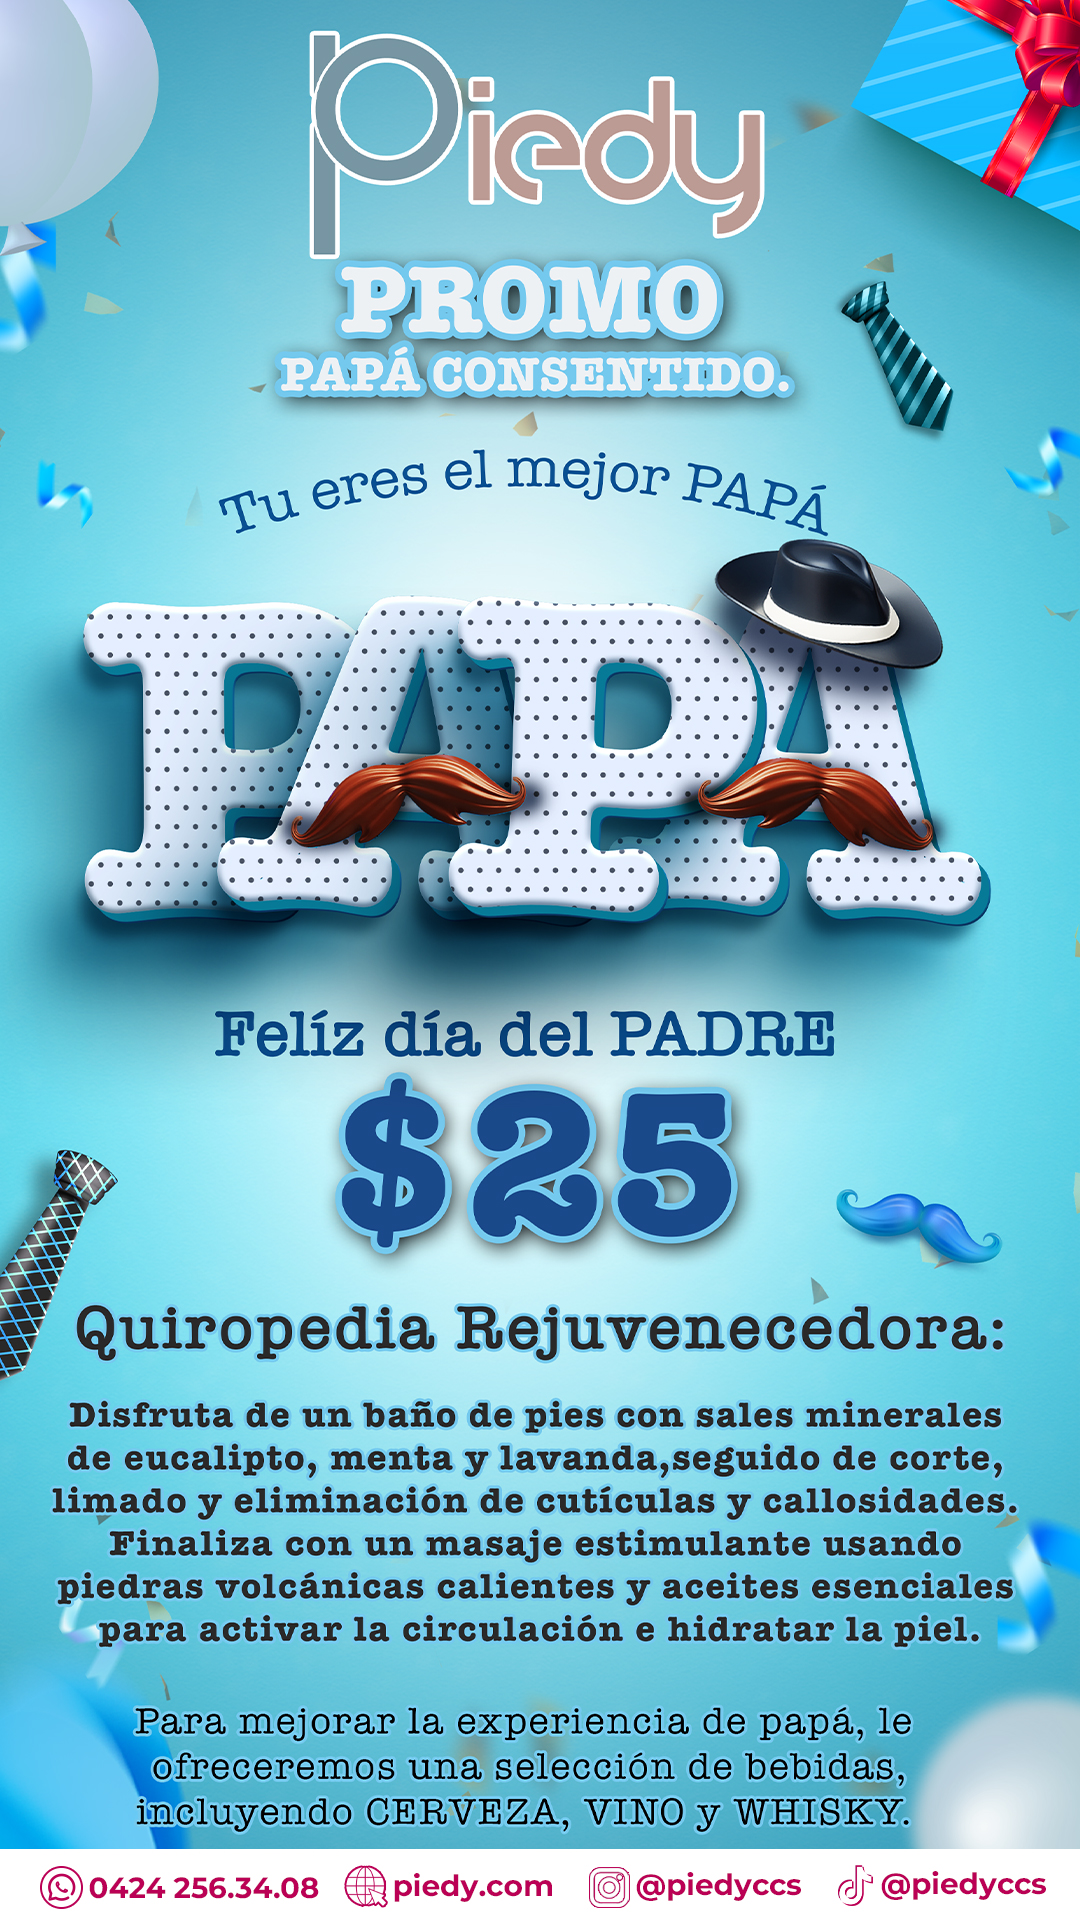 Piedy
PROMO
PAPÁ CONSENTIDO.
Tu eres el mejor PAPÁ
PAPA
Felíz día del PADRE
$25
Quiropedia Rejuvenecedora:
Disfruta de un baño de pies con sales minerales
de eucalipto, menta y lavanda,seguido de corte,
limado y eliminación de cutículas y callosidades.
Finaliza con un masaje estimulante usando
piedras volcánicas calientes y aceites esenciales
para activar la circulación e hidratar la piel.
Para mejorar la experiencia de papá, le
ofreceremos una selección de bebidas,
incluyendo CERVEZA, VINO y WHISKY.
0424 256.34.08 piedy.com @piedyccs @piedyccs